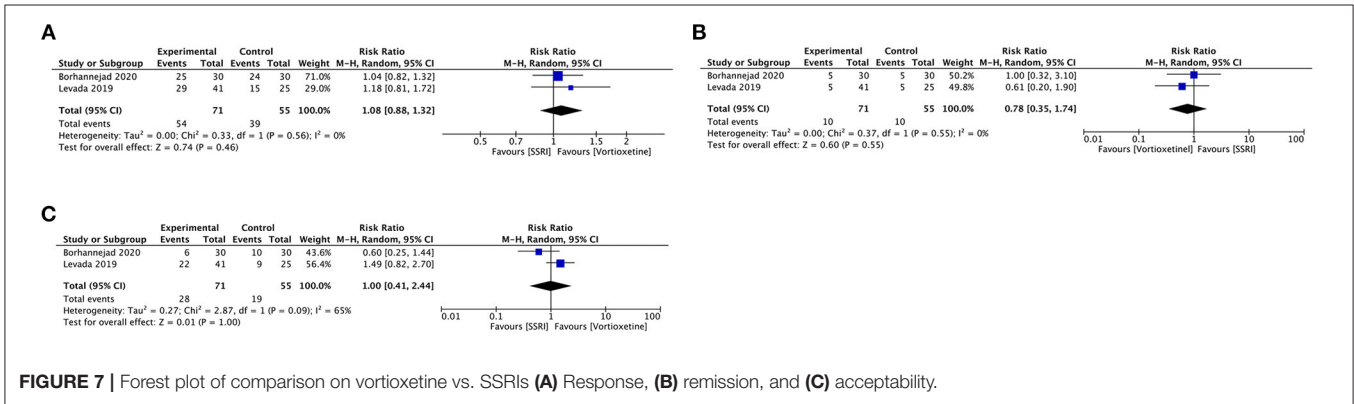 A
Experimental Control Risk Ratio Risk Ratio
Study or Subgroup Events Total Events Total Weight M-H, Random, 95% CI M-H, Random, 95% CI
Borhannejad 2020 25 30 24 30 71.0% 1.04 [0.82, 1.32]
Levada 2019 29 41 15 25 29.0% 1.18 [0.81, 1.72]
Total (95% CI) 71 55 100.0% 1.08 [0.88, 1.32]
Total events 54 39
Heterogeneity: Tau² = 0.00; Chi² = 0.33, df = 1 (P = 0.56); I² = 0%
Test for overall effect: Z = 0.74 (P = 0.46)
0.5 0.7 1 1.5 2
Favours [SSRI] Favours [Vortioxetine]
B
Experimental Control Risk Ratio Risk Ratio
Study or Subgroup Events Total Events Total Weight M-H, Random, 95% CI M-H, Random, 95% CI
Borhannejad 2020 5 30 5 30 50.2% 1.00 [0.32, 3.10]
Levada 2019 5 41 5 25 49.8% 0.61 [0.20, 1.90]
Total (95% CI) 71 55 100.0% 0.78 [0.35, 1.74]
Total events 10 10
Heterogeneity: Tau² = 0.00; Chi² = 0.37, df = 1 (P = 0.55); I² = 0%
Test for overall effect: Z = 0.60 (P = 0.55)
0.01 0.1 1 10 100
Favours [Vortioxetinel] Favours [SSRI]
C
Experimental Control Risk Ratio Risk Ratio
Study or Subgroup Events Total Events Total Weight M-H, Random, 95% CI M-H, Random, 95% CI
Borhannejad 2020 6 30 10 30 43.6% 0.60 [0.25, 1.44]
Levada 2019 22 41 9 25 56.4% 1.49 [0.82, 2.70]
Total (95% CI) 71 55 100.0% 1.00 [0.41, 2.44]
Total events 28 19
Heterogeneity: Tau² = 0.27; Chi² = 2.87, df = 1 (P = 0.09); I² = 65%
Test for overall effect: Z = 0.01 (P = 1.00)
0.01 0.1 1 10 100
Favours [SSRI] Favours [Vortioxetine]
FIGURE 7 | Forest plot of comparison on vortioxetine vs. SSRIs (A) Response, (B) remission, and (C) acceptability.